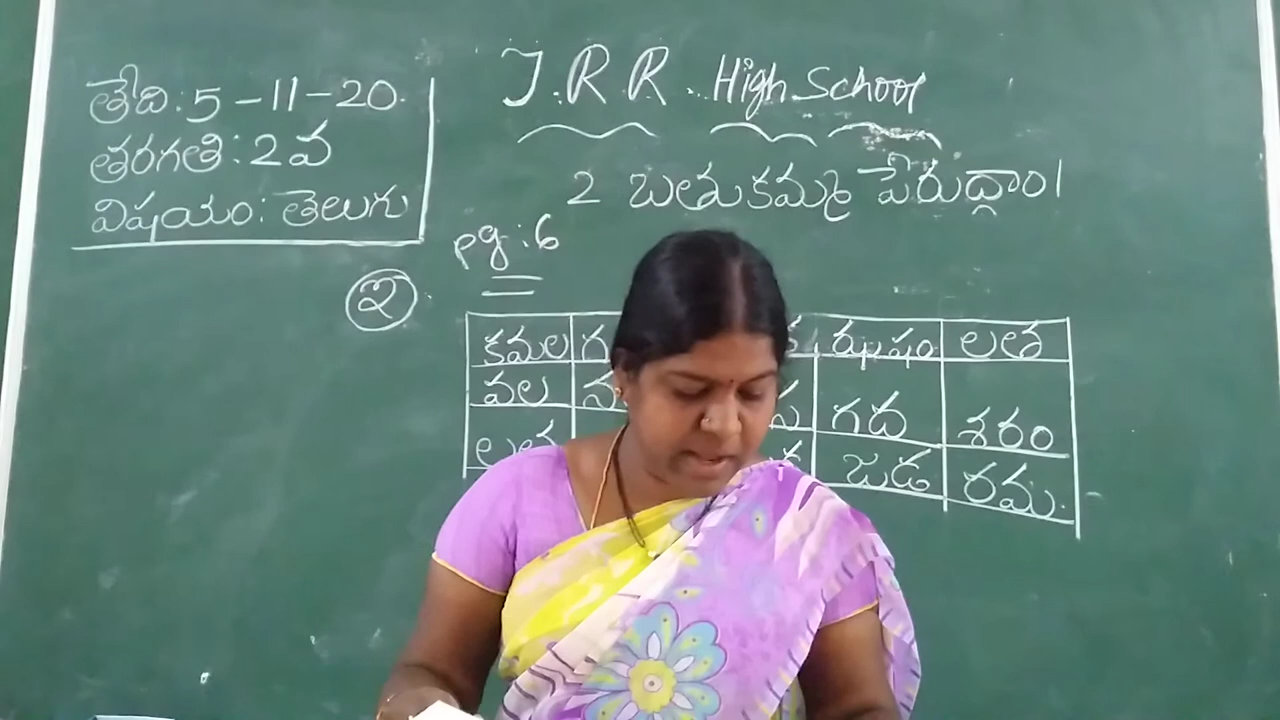 తేది: 5-11-20.
తరగతి: 2వ
విషయం: తెలుగు
J.R.R. High School
2 బతుకమ్మ పేరుద్దాం।
pg: 6
ఇ
కమల ఝషం లత
వల గద శరం
జడ రమ